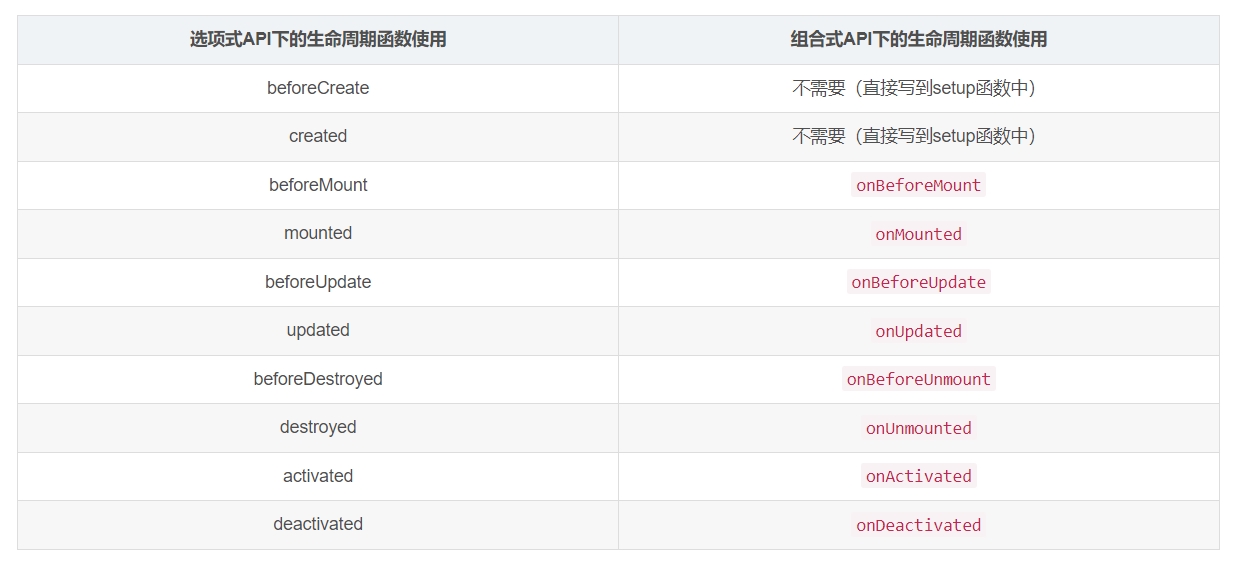 选项式API下的生命周期函数使用 组合式API下的生命周期函数使用
beforeCreate 不需要（直接写到setup函数中）
created 不需要（直接写到setup函数中）
beforeMount onBeforeMount
mounted onMounted
beforeUpdate onBeforeUpdate
updated onUpdated
beforeDestroyed onBeforeUnmount
destroyed onUnmounted
activated onActivated
deactivated onDeactivated